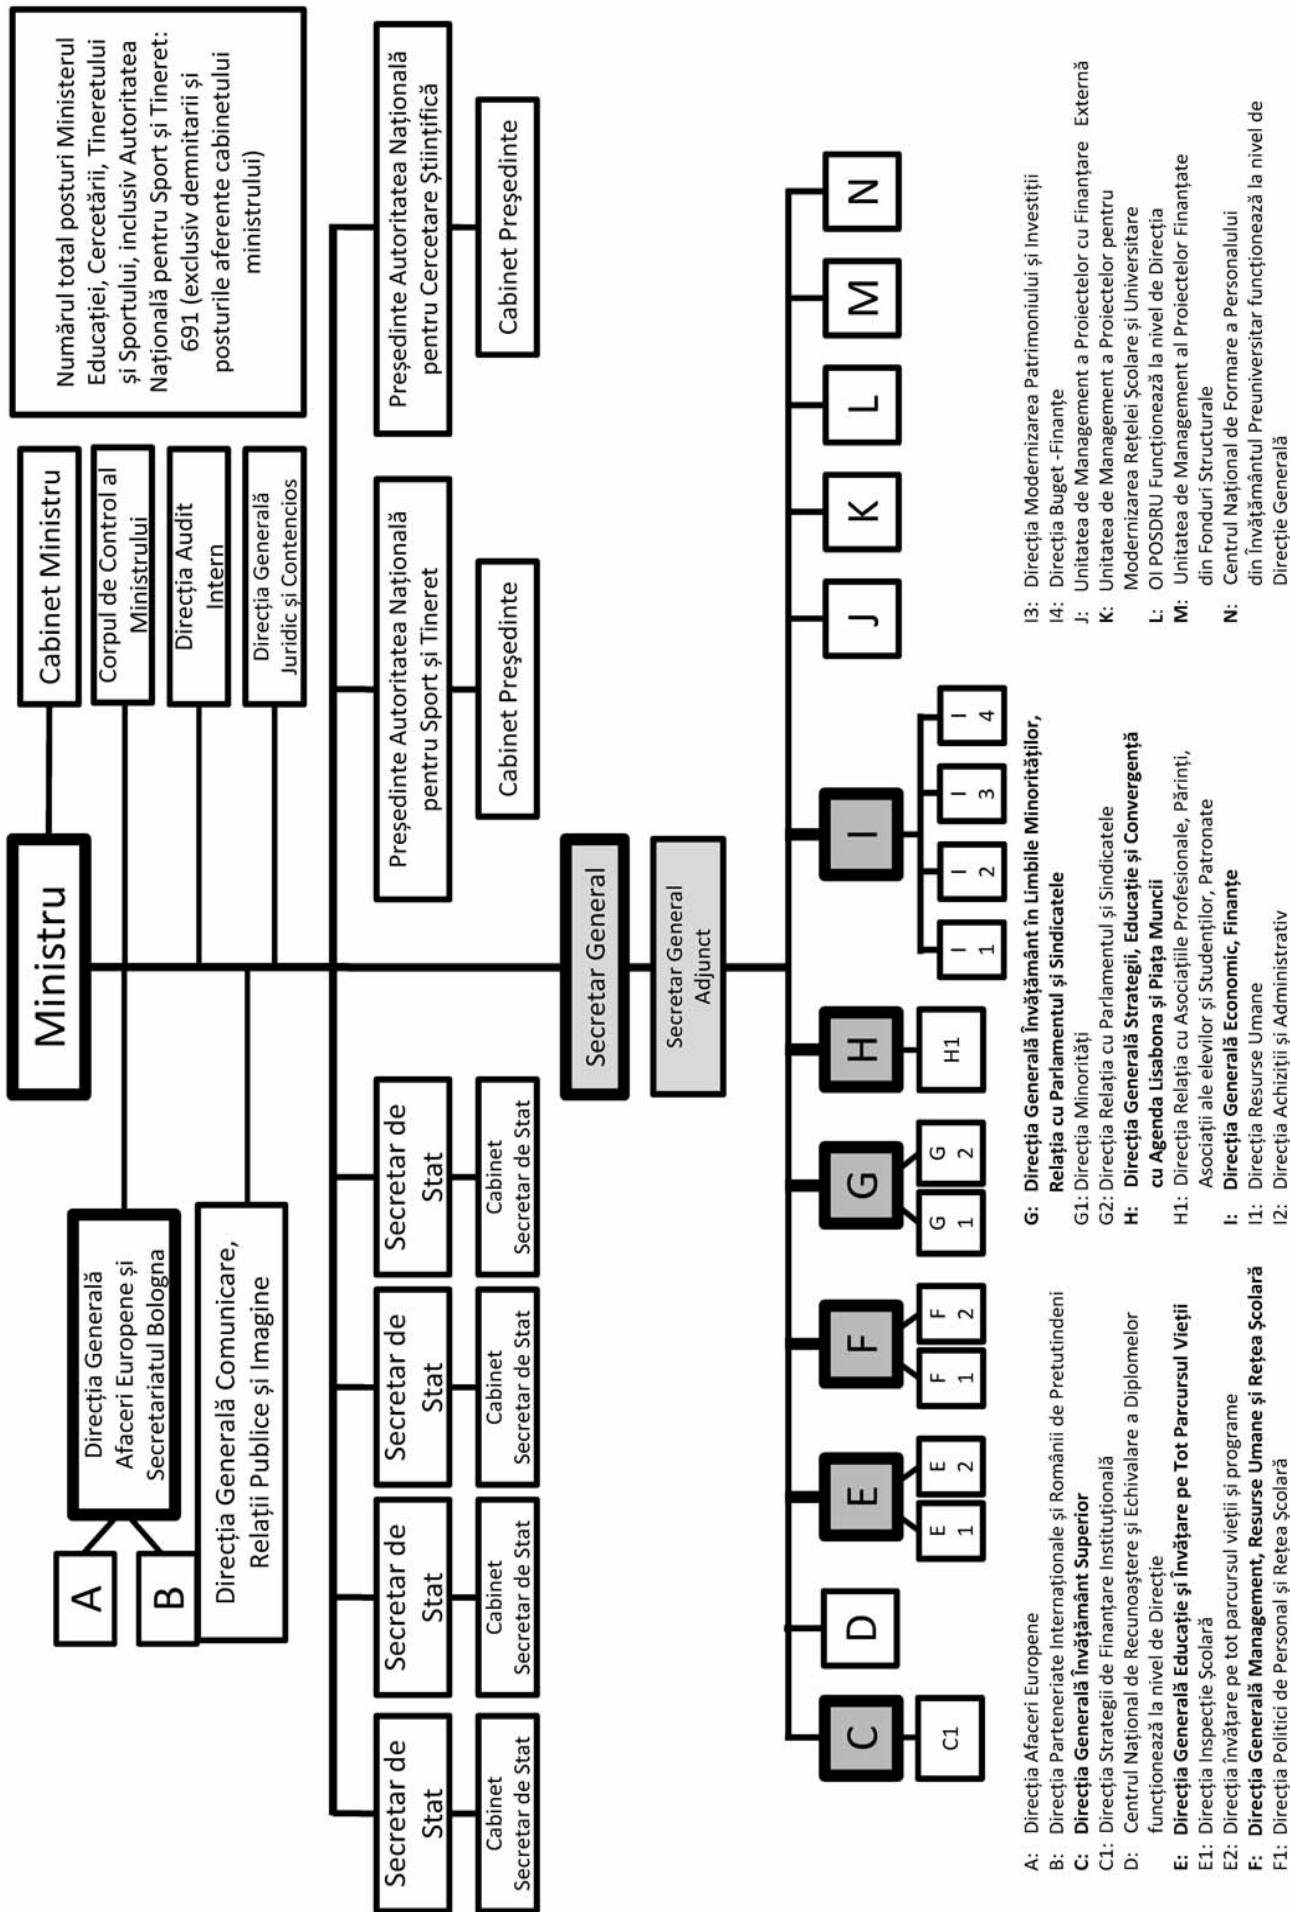 Ministru
Cabinet Ministru
Corpul de Control al
Ministrului
Direcția Audit
Intern
Direcția Generală
Juridic și Contencios
Numărul total posturi Ministerul
Educației, Cercetării, Tineretului
și Sportului, inclusiv Autoritatea
Națională pentru Sport și Tineret:
691 (exclusiv demnitarii și
posturile aferente cabinetului
ministrului)
Direcția Generală
Afaceri Europene și
Secretariatul Bologna
A
B
Direcția Generală Comunicare,
Relații Publice și Imagine
Secretar de
Stat
Cabinet
Secretar de Stat
Secretar de
Stat
Cabinet
Secretar de Stat
Secretar de
Stat
Cabinet
Secretar de Stat
Secretar de
Stat
Cabinet
Secretar de Stat
Președinte Autoritatea Națională
pentru Sport și Tineret
Cabinet Președinte
Președinte Autoritatea Națională
pentru Cercetare Științifică
Cabinet Președinte
Secretar General
Secretar General
Adjunct
C
D
E
F
G
H
I
J
K
L
M
N
C1
E
1
E
2
F
1
F
2
G
1
G
2
H1
I
1
I
2
I
3
I
4
A: Direcția Afaceri Europene
B: Direcția Parteneriate Internaționale și Românii de Pretutindeni
C: Direcția Generală Învățământ Superior
C1: Direcția Strategii de Finanțare Instituțională
D: Centrul Național de Recunoaștere și Echivalare a Diplomelor
funcționează la nivel de Direcție
E: Direcția Generală Educație și Învățare pe Tot Parcursul Vieții
E1: Direcția Inspecție Școlară
E2: Direcția învățare pe tot parcursul vieții și programe
F: Direcția Generală Management, Resurse Umane și Rețea Școlară
F1: Direcția Politici de Personal și Rețea Școlară
G: Direcția Generală Învățământ în Limbile Minorităților,
Relația cu Parlamentul și Sindicatele
G1: Direcția Minorități
G2: Direcția Relația cu Parlamentul și Sindicatele
H: Direcția Generală Strategii, Educație și Convergență
cu Agenda Lisabona și Piața Muncii
H1: Direcția Relația cu Asociațiile Profesionale, Părinți,
Asociații ale elevilor și Studenților, Patronate
I: Direcția Generală Economic, Finanțe
I1: Direcția Resurse Umane
I2: Direcția Achiziții și Administrativ
I3: Direcția Modernizarea Patrimoniului și Investiții
I4: Direcția Buget -Finanțe
J: Unitatea de Management a Proiectelor cu Finanțare Externă
K: Unitatea de Management a Proiectelor pentru
Modernizarea Rețelei Școlare și Universitare
L: OI POSDRU Funcționează la nivel de Direcția
M: Unitatea de Management al Proiectelor Finanțate
din Fonduri Structurale
N: Centrul Național de Formare a Personalului
din învățământul Preuniversitar funcționează la nivel de
Direcție Generală